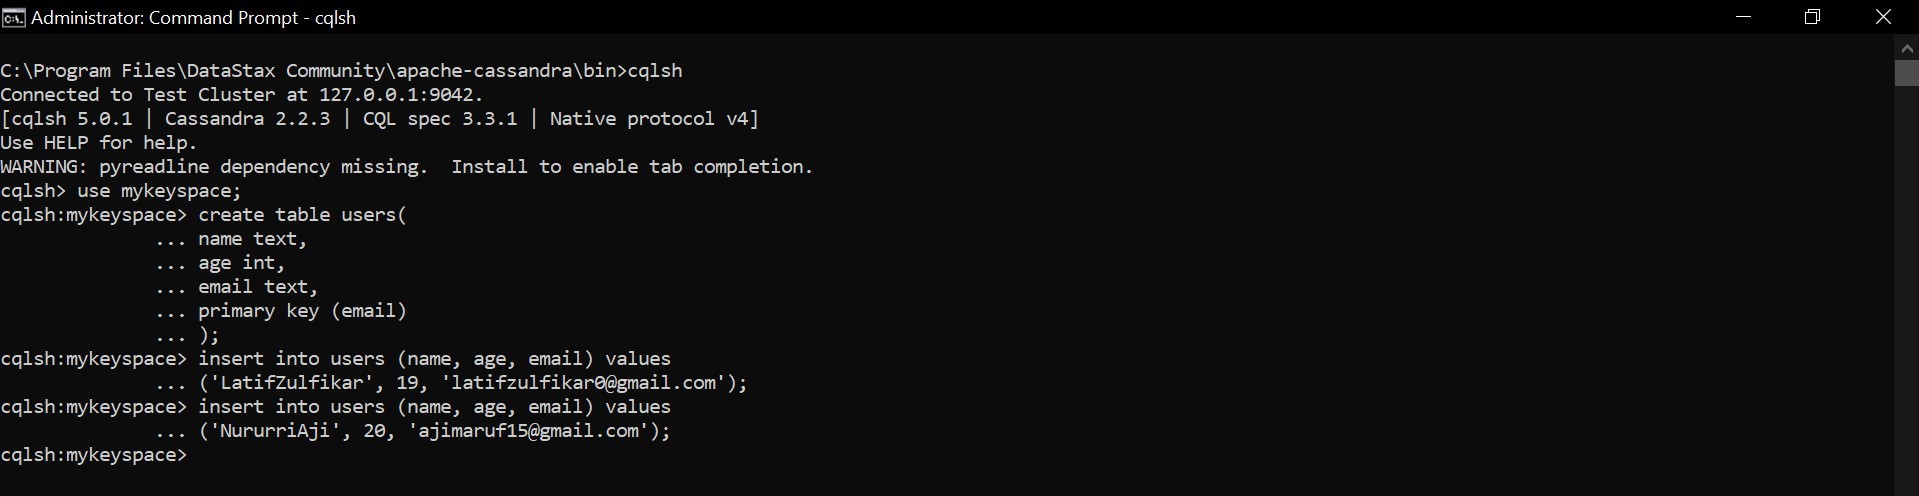 Administrator: Command Prompt - cqlsh
C:\Program Files\DataStax Community\apache-cassandra\bin>cqlsh
Connected to Test Cluster at 127.0.0.1:9042.
[cqlsh 5.0.1 | Cassandra 2.2.3 | CQL spec 3.3.1 | Native protocol v4]
Use HELP for help.
WARNING: pyreadline dependency missing.  Install to enable tab completion.
cqlsh> use mykeyspace;
cqlsh:mykeyspace> create table users(
              ... name text,
              ... age int,
              ... email text,
              ... primary key (email)
              ... );
cqlsh:mykeyspace> insert into users (name, age, email) values
              ... ('LatifZulfikar', 19, 'latifzulfikar0@gmail.com');
cqlsh:mykeyspace> insert into users (name, age, email) values
              ... ('NururriAji', 20, 'ajimaruf15@gmail.com');
cqlsh:mykeyspace>